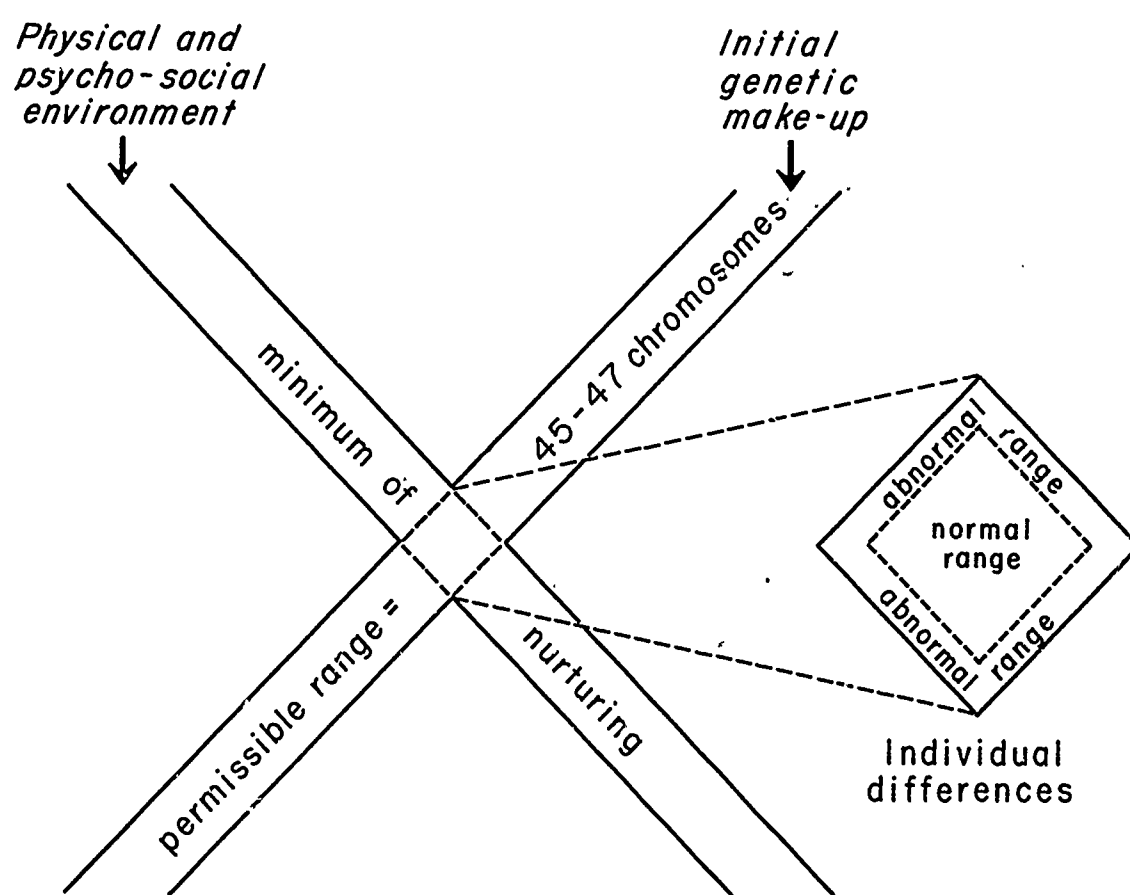 Physical and
psycho-social
environment
Initial
genetic
make-up
minimum of
nurturing
permissible range =
45-47 chromosomes
abnormal
range
normal
range
abnormal
range
Individual
differences